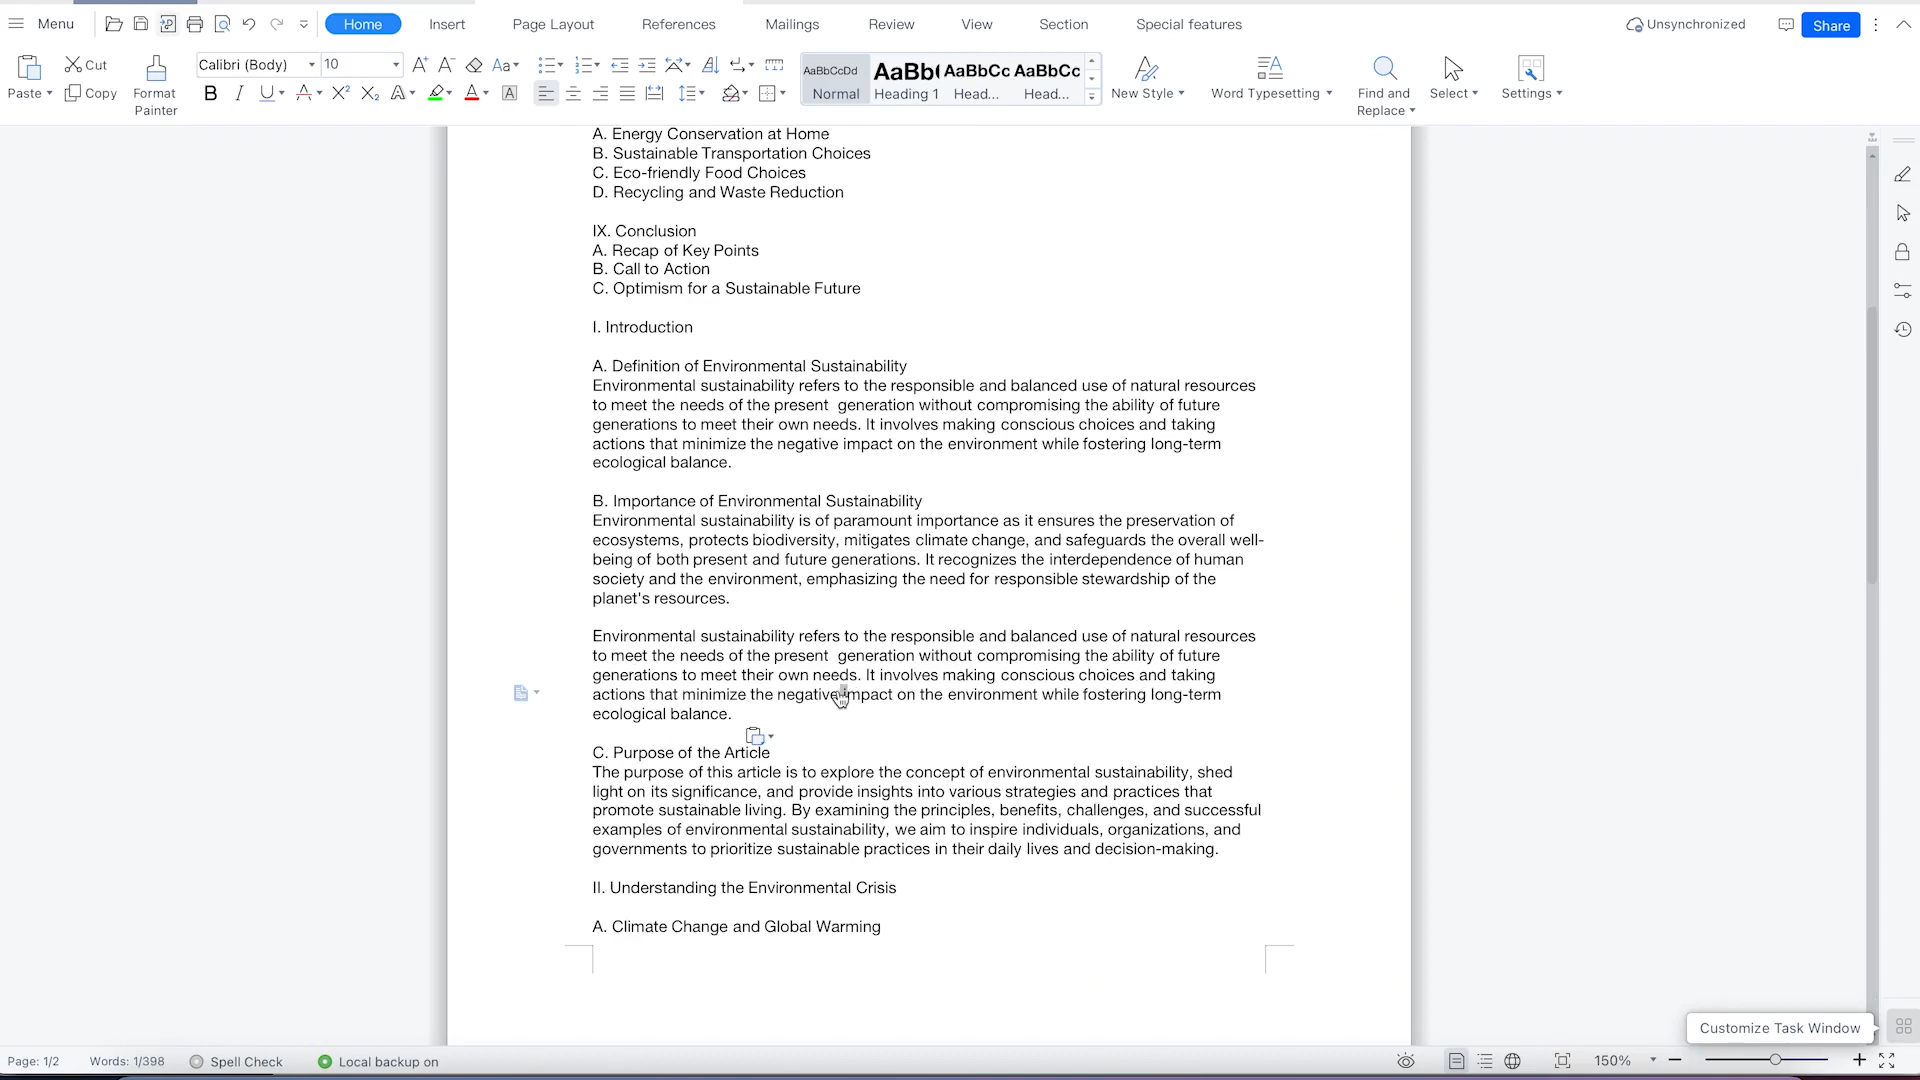 Menu
Home
Insert
Page Layout
References
Mailings
Review
View
Section
Special features
Unsynchronized
Share
Paste
Cut
Copy
Format Painter
Calibri (Body)
10
AaBbCcDd
Normal
AaBb(
Heading 1
AaBbCc
Head...
AaBbCc
Head...
New Style
Word Typesetting
Find and Replace
Select
Settings
A. Energy Conservation at Home
B. Sustainable Transportation Choices
C. Eco-friendly Food Choices
D. Recycling and Waste Reduction
IX. Conclusion
A. Recap of Key Points
B. Call to Action
C. Optimism for a Sustainable Future
I. Introduction
A. Definition of Environmental Sustainability
Environmental sustainability refers to the responsible and balanced use of natural resources
to meet the needs of the present  generation without compromising the ability of future
generations to meet their own needs. It involves making conscious choices and taking
actions that minimize the negative impact on the environment while fostering long-term
ecological balance.
B. Importance of Environmental Sustainability
Environmental sustainability is of paramount importance as it ensures the preservation of
ecosystems, protects biodiversity, mitigates climate change, and safeguards the overall well-
being of both present and future generations. It recognizes the interdependence of human
society and the environment, emphasizing the need for responsible stewardship of the
planet's resources.
Environmental sustainability refers to the responsible and balanced use of natural resources
to meet the needs of the present  generation without compromising the ability of future
generations to meet their own needs. It involves making conscious choices and taking
actions that minimize the negative impact on the environment while fostering long-term
ecological balance.
C. Purpose of the Article
The purpose of this article is to explore the concept of environmental sustainability, shed
light on its significance, and provide insights into various strategies and practices that
promote sustainable living. By examining the principles, benefits, challenges, and successful
examples of environmental sustainability, we aim to inspire individuals, organizations, and
governments to prioritize sustainable practices in their daily lives and decision-making.
II. Understanding the Environmental Crisis
A. Climate Change and Global Warming
Customize Task Window
Page: 1/2
Words: 1/398
Spell Check
Local backup on
150%